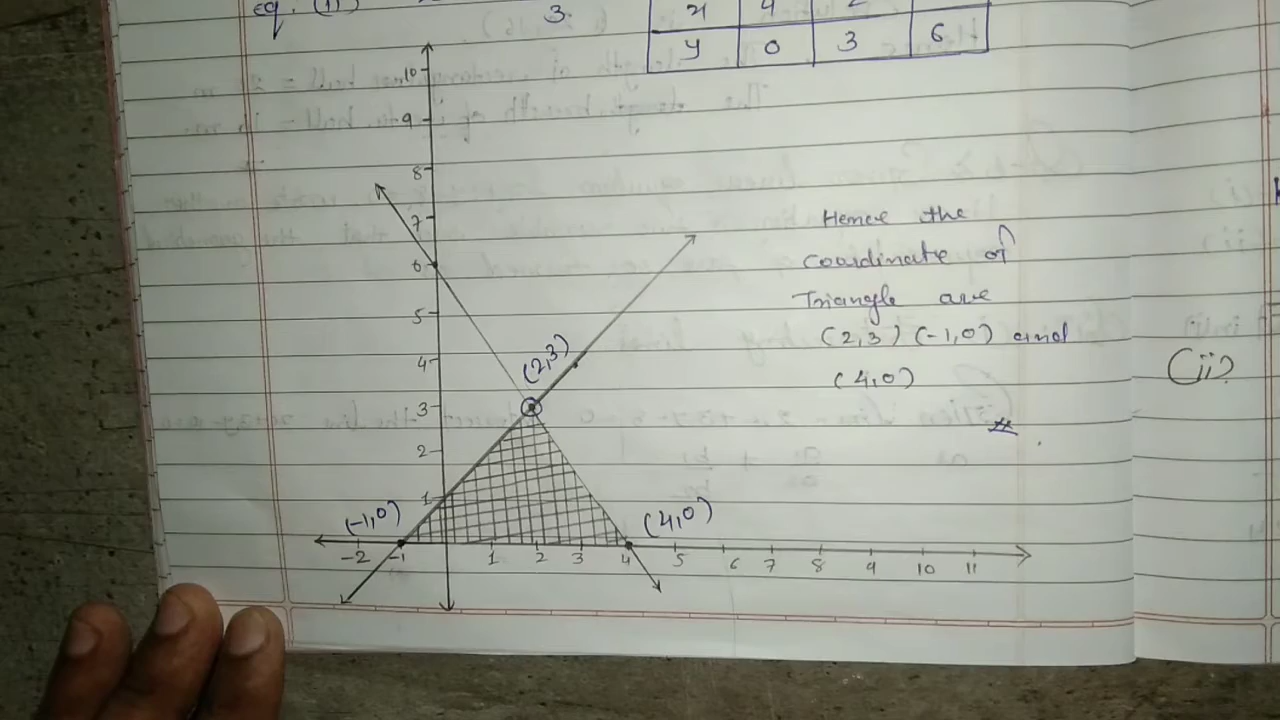 eq. (ii)
3
x 4 2
y 0 3 6
10
9
8
7
6
5
4
3
2
1
(2,3)
(-1,0)
(4,0)
-2 -1 1 2 3 4 5 6 7 8 9 10 11
Hence the
coordinate of
Triangle are
(2,3) (-1,0) and
(4,0)
(ii)